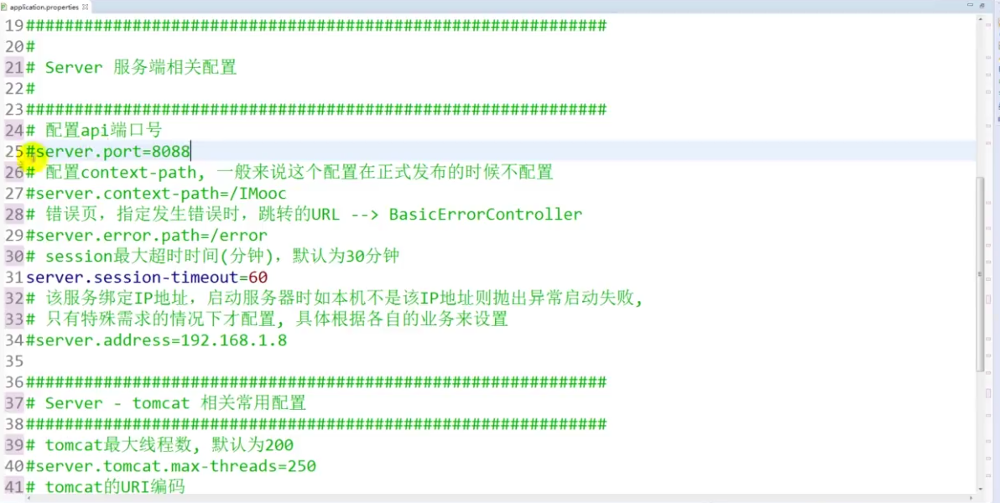 application.properties
19 ############################################################
20 #
21 # Server 服务端相关配置
22 #
23 ############################################################
24 # 配置api端口号
25 #server.port=8088
26 # 配置context-path, 一般来说这个配置在正式发布的时候不配置
27 #server.context-path=/IMooc
28 # 错误页，指定发生错误时，跳转的URL --> BasicErrorController
29 #server.error.path=/error
30 # session最大超时时间(分钟)，默认为30分钟
31 server.session-timeout=60
32 # 该服务绑定IP地址，启动服务器时如本机不是该IP地址则抛出异常启动失败，
33 # 只有特殊需求的情况下才配置, 具体根据各自的业务来设置
34 #server.address=192.168.1.8
35
36 ############################################################
37 # Server - tomcat 相关常用配置
38 ############################################################
39 # tomcat最大线程数, 默认为200
40 #server.tomcat.max-threads=250
41 # tomcat的URI编码